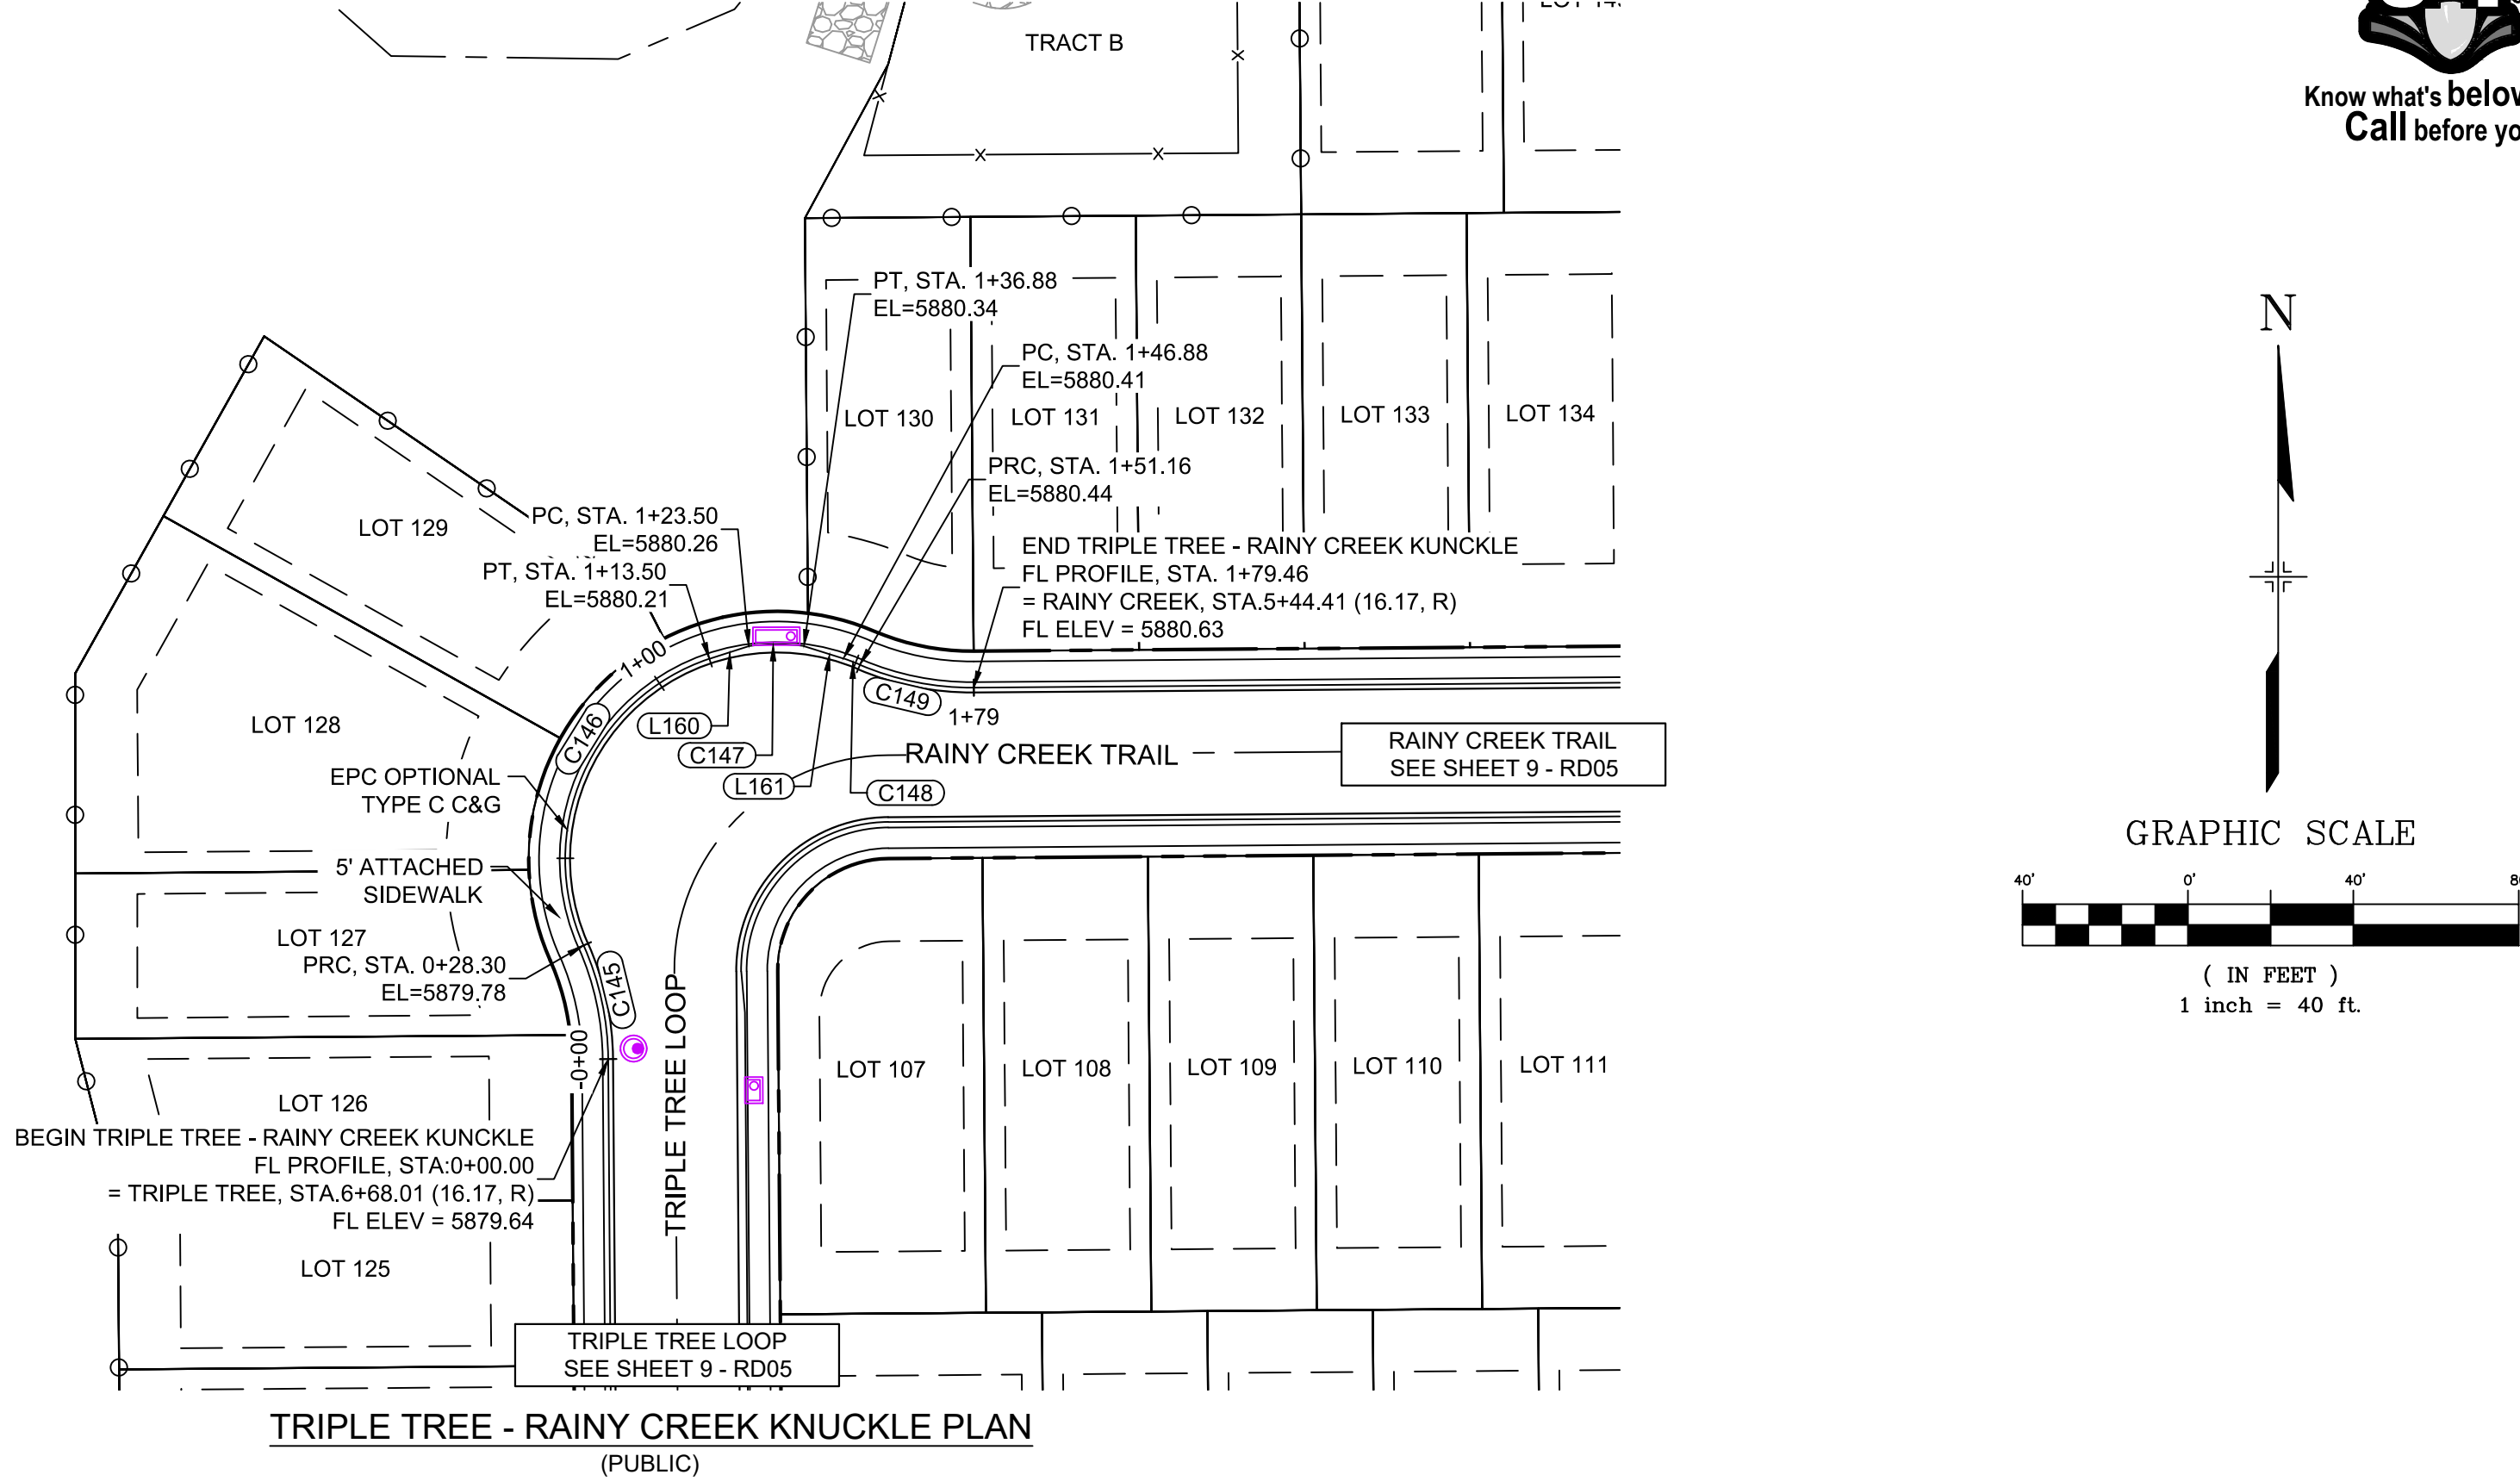 TRACT B
Know what's
Call before
PT, STA. 1+36.88
EL=5880.34
PC, STA. 1+46.88
EL=5880.41
LOT 130
LOT 131
LOT 132
LOT 133
LOT 134
PRC, STA. 1+51.16
EL=5880.44
LOT 129
PC, STA. 1+23.50
EL=5880.26
PT, STA. 1+13.50
EL=5880.21
END TRIPLE TREE - RAINY CREEK KUNCKLE
FL PROFILE, STA. 1+79.46
= RAINY CREEK, STA.5+44.41 (16.17, R)
FL ELEV = 5880.63
1+00
C146
L160
C147
L161
C148
C149
1+79
RAINY CREEK TRAIL
RAINY CREEK TRAIL
SEE SHEET 9 - RD05
LOT 128
EPC OPTIONAL
TYPE C C&G
5' ATTACHED
SIDEWALK
LOT 127
PRC, STA. 0+28.30
EL=5879.78
C145
-0+00
TRIPLE TREE LOOP
LOT 107
LOT 108
LOT 109
LOT 110
LOT 111
LOT 126
BEGIN TRIPLE TREE - RAINY CREEK KUNCKLE
FL PROFILE, STA:0+00.00
= TRIPLE TREE, STA.6+68.01 (16.17, R)
FL ELEV = 5879.64
LOT 125
TRIPLE TREE LOOP
SEE SHEET 9 - RD05
TRIPLE TREE - RAINY CREEK KNUCKLE PLAN
(PUBLIC)
N
GRAPHIC SCALE
40' 0' 40'
( IN FEET )
1 inch = 40 ft.